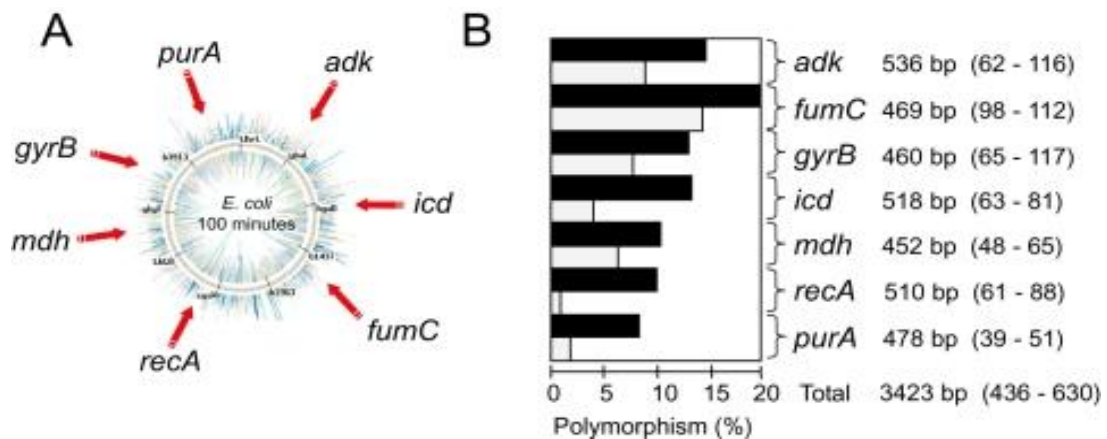 A
purA
adk
gyrB
icd
E. coli
100 minutes
mdh
fumC
recA
B
adk 536 bp (62 - 116)
fumC 469 bp (98 - 112)
gyrB 460 bp (65 - 117)
icd 518 bp (63 - 81)
mdh 452 bp (48 - 65)
recA 510 bp (61 - 88)
purA 478 bp (39 - 51)
0 5 10 15 20
Total 3423 bp (436 - 630)
Polymorphism (%)